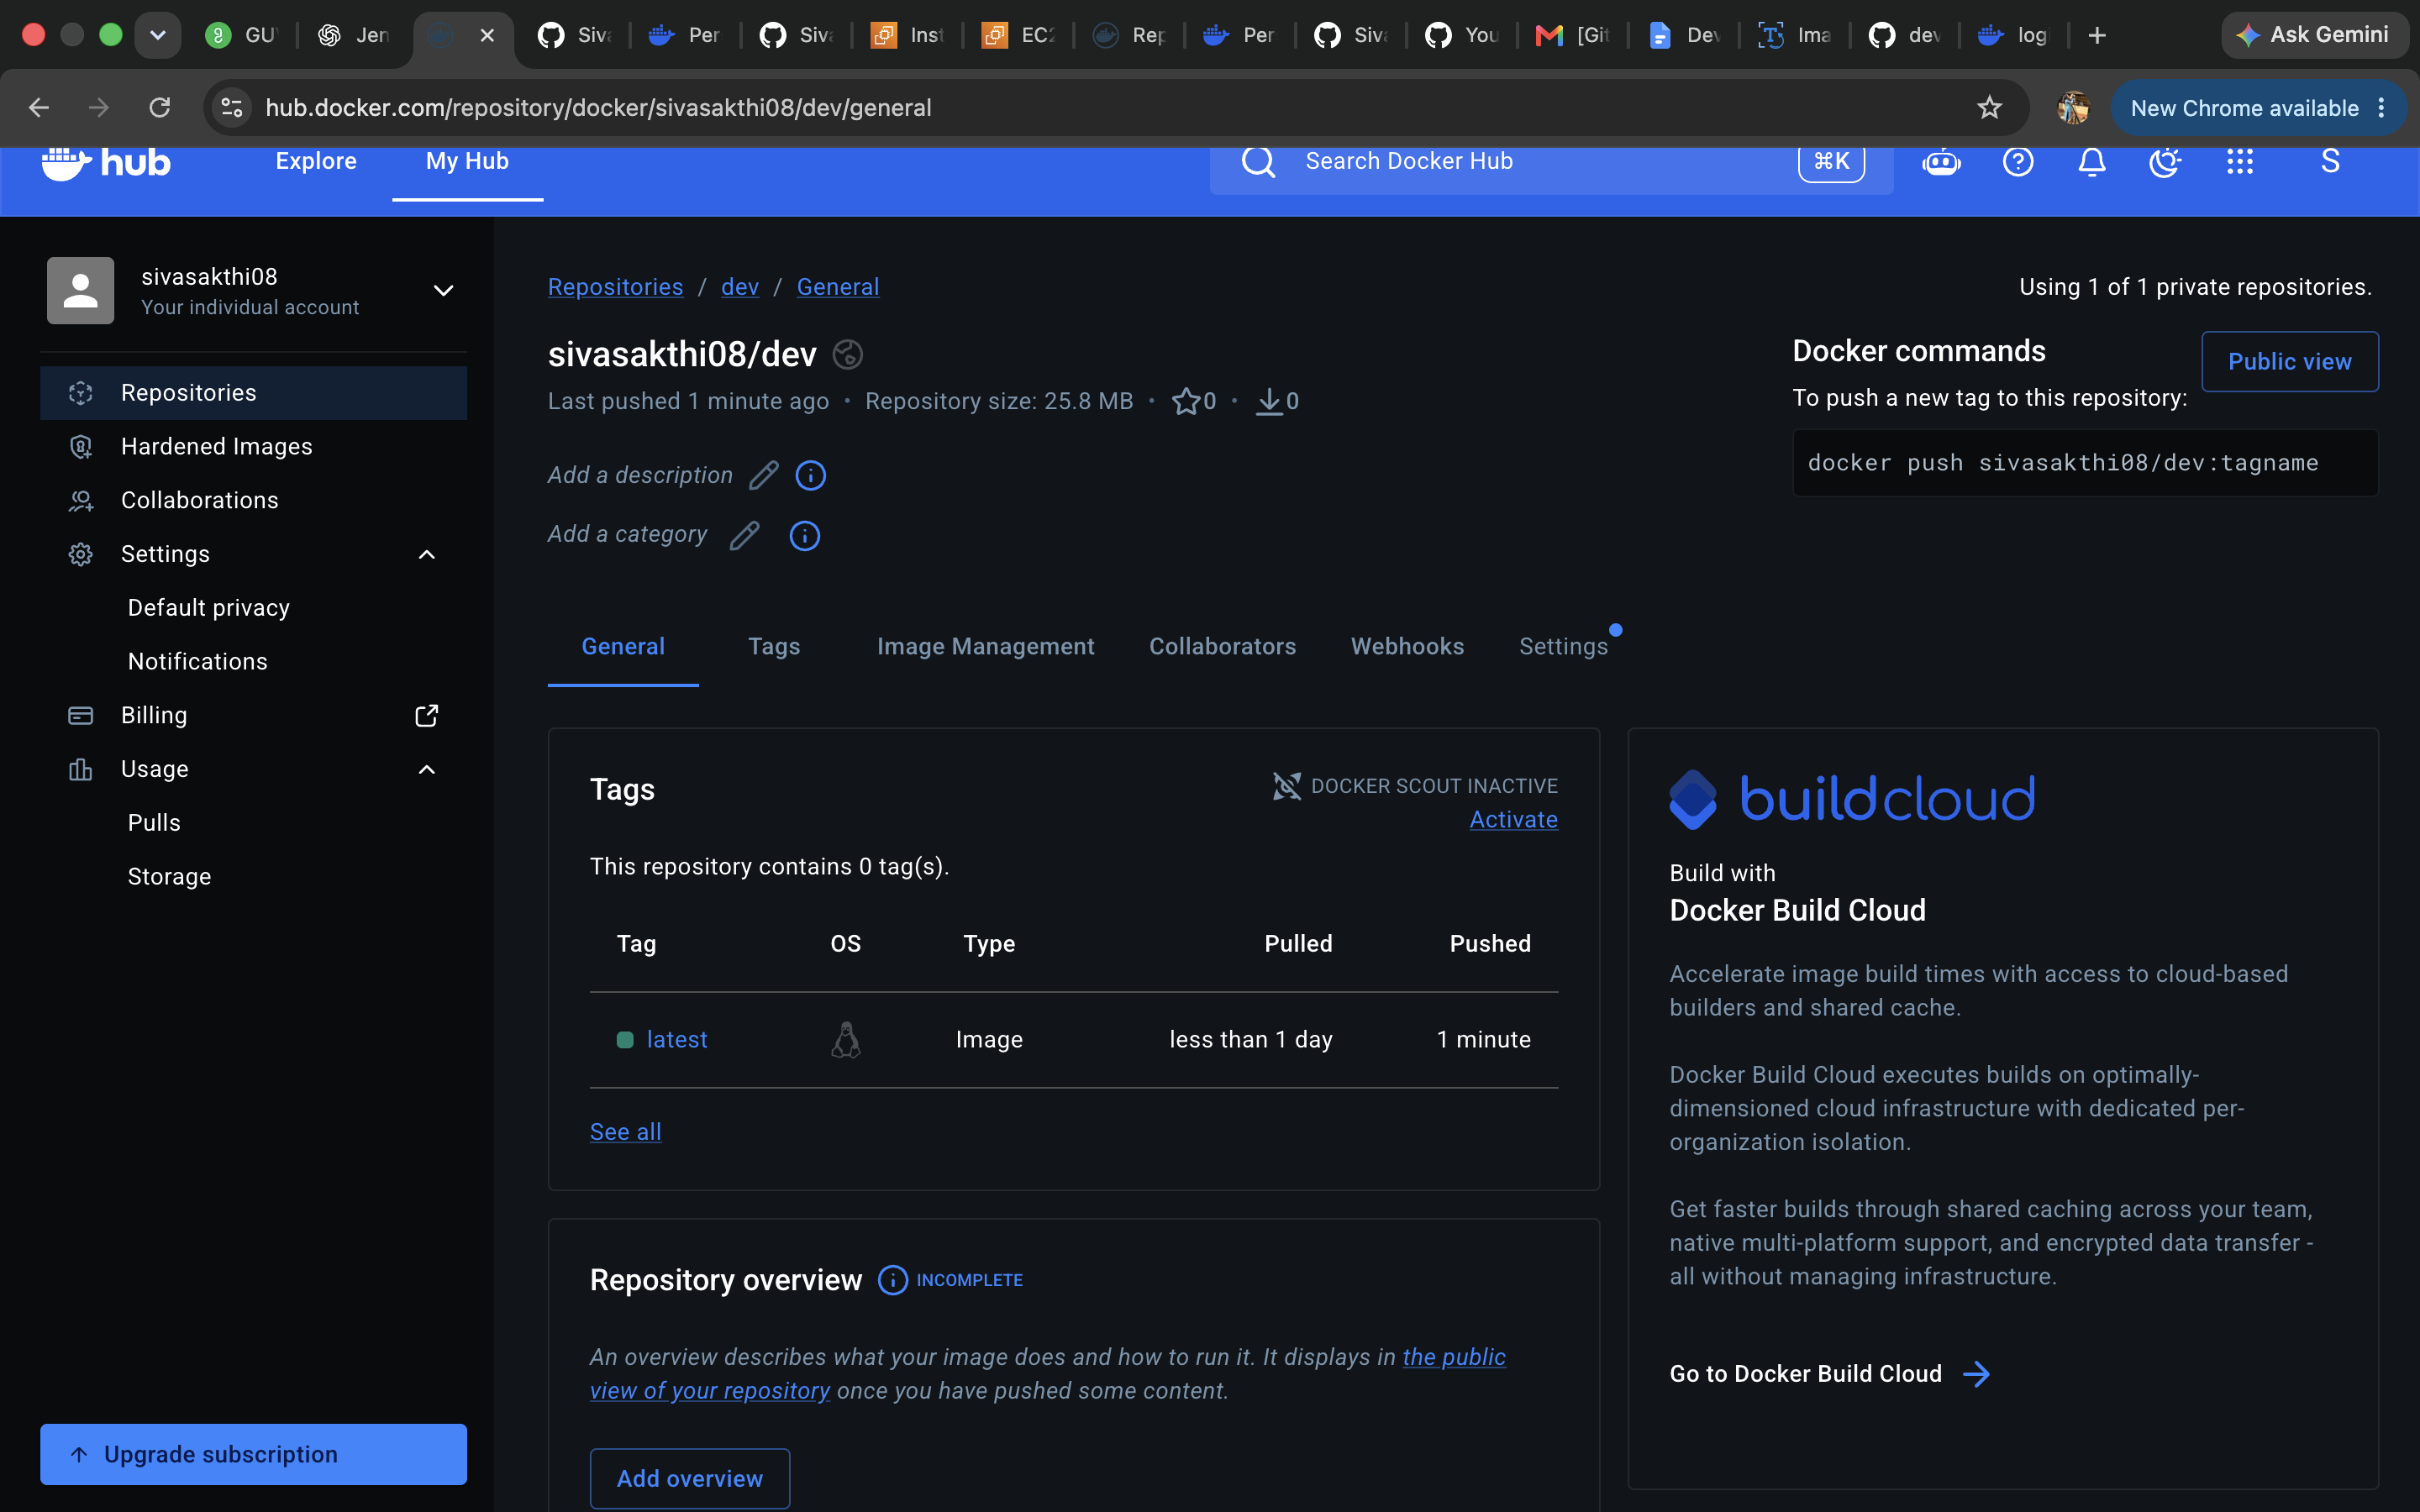 GU
Jen
Siva
Per
Siva
Inst
EC2
Rep
Per
Siva
You
[Git
Dev
Ima
dev
log
Ask Gemini
hub.docker.com/repository/docker/sivasakthi08/dev/general
New Chrome available
hub
Explore
My Hub
Search Docker Hub
⌘K
S
sivasakthi08
Your individual account
Repositories
Hardened Images
Collaborations
Settings
Default privacy
Notifications
Billing
Usage
Pulls
Storage
Upgrade subscription
Repositories / dev / General
Using 1 of 1 private repositories.
sivasakthi08/dev
Last pushed 1 minute ago • Repository size: 25.8 MB • 0 • 0
Add a description
Add a category
Docker commands
Public view
To push a new tag to this repository:
docker push sivasakthi08/dev:tagname
General
Tags
Image Management
Collaborators
Webhooks
Settings
Tags
DOCKER SCOUT INACTIVE
Activate
This repository contains 0 tag(s).
Tag OS Type Pulled Pushed
latest Image less than 1 day 1 minute
See all
Repository overview INCOMPLETE
An overview describes what your image does and how to run it. It displays in the public
view of your repository once you have pushed some content.
Add overview
buildcloud
Build with
Docker Build Cloud
Accelerate image build times with access to cloud-based
builders and shared cache.
Docker Build Cloud executes builds on optimally-
dimensioned cloud infrastructure with dedicated per-
organization isolation.
Get faster builds through shared caching across your team,
native multi-platform support, and encrypted data transfer -
all without managing infrastructure.
Go to Docker Build Cloud